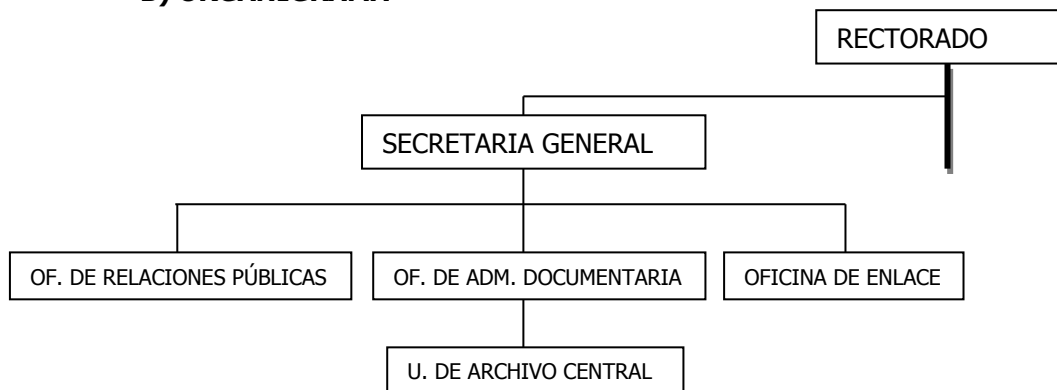 RECTORADO
SECRETARIA GENERAL
OF. DE RELACIONES PÚBLICAS
OF. DE ADM. DOCUMENTARIA
OFICINA DE ENLACE
U. DE ARCHIVO CENTRAL